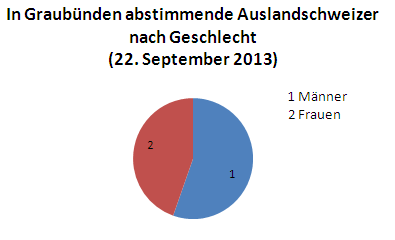 In Graubünden abstimmende Auslandschweizer
nach Geschlecht
(22. September 2013)
1 Männer
2 Frauen
2
1